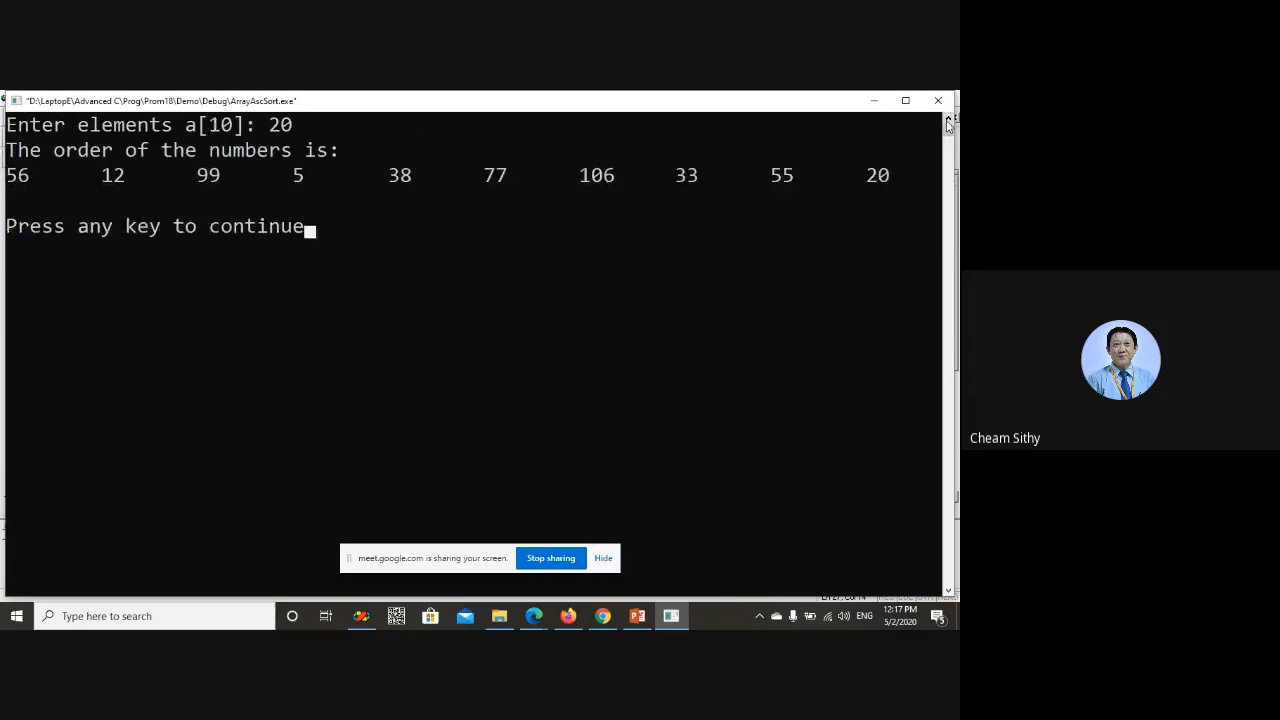 "D:\LaptopE\Advanced C\Prog\Prom18\Demo\Debug\ArrayAscSort.exe"
Enter elements a[10]: 20
The order of the numbers is:
56 12 99 5 38 77 106 33 55 20
Press any key to continue
Cheam Sithy
meet.google.com is sharing your screen. Stop sharing Hide
Type here to search
ENG
12:17 PM
5/2/2020
5